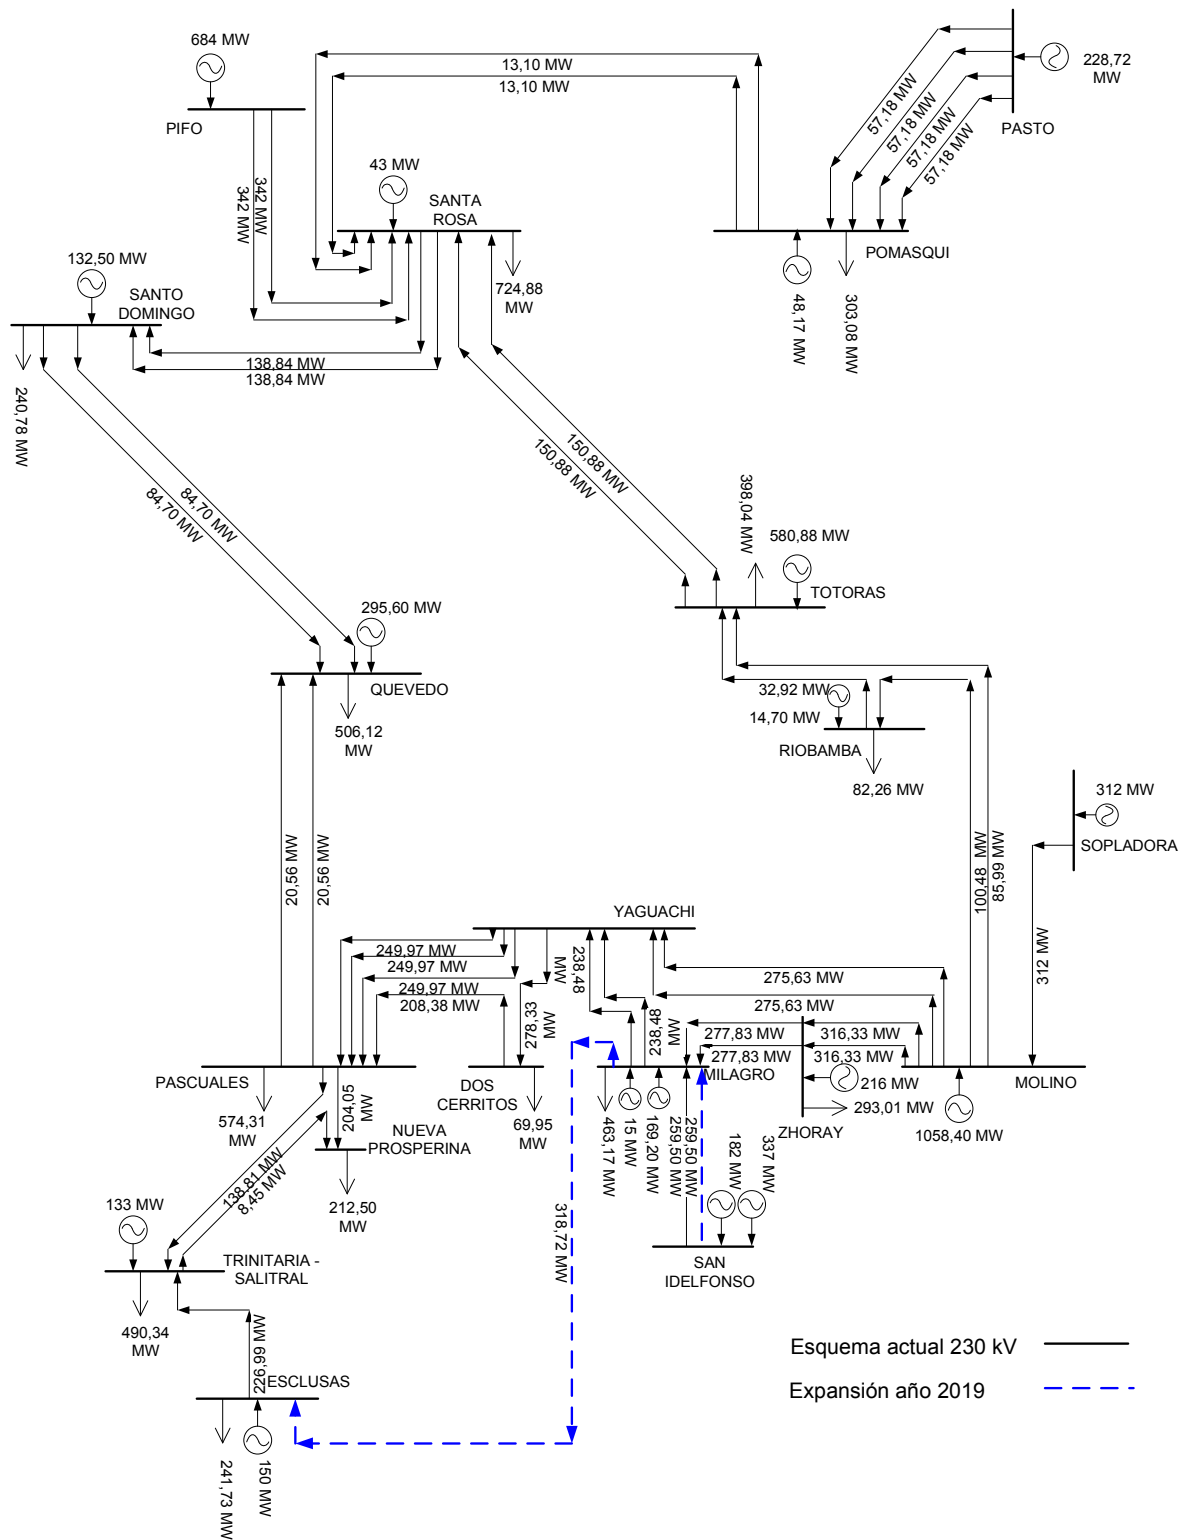 684 MW
PIFO
13,10 MW
13,10 MW
57,18 MW
57,18 MW
57,18 MW
57,18 MW
228,72
MW
PASTO
342 MW
342 MW
43 MW
SANTA
ROSA
724,88
MW
POMASQUI
48,17 MW
303,08 MW
132,50 MW
SANTO
DOMINGO
138,84 MW
138,84 MW
240,78 MW
84,70 MW
84,70 MW
150,88 MW
150,88 MW
398,04 MW
580,88 MW
TOTORAS
295,60 MW
QUEVEDO
506,12
MW
32,92 MW
14,70 MW
RIOBAMBA
82,26 MW
312 MW
SOPLADORA
20,56 MW
20,56 MW
100,48 MW
85,99 MW
312 MW
YAGUACHI
249,97 MW
249,97 MW
249,97 MW
208,38 MW
278,33
MW
238,48
MW
238,48
MW
275,63 MW
275,63 MW
277,83 MW
316,33 MW
277,83 MW
316,33 MW
PASCUALES
574,31
MW
204,05
MW
NUEVA
PROSPERINA
212,50
MW
DOS
CERRITOS
69,95
MW
MILAGRO
463,17 MW
15 MW
169,20 MW
259,50 MW
259,50 MW
216 MW
293,01 MW
ZHORAY
MOLINO
1058,40 MW
182 MW
337 MW
SAN
IDELFONSO
138,81 MW
8,45 MW
133 MW
TRINITARIA -
SALITRAL
490,34
MW
318,72 MW
226,99 MW
ESCLUSAS
241,73 MW
150 MW
Esquema actual 230 kV
Expansión año 2019